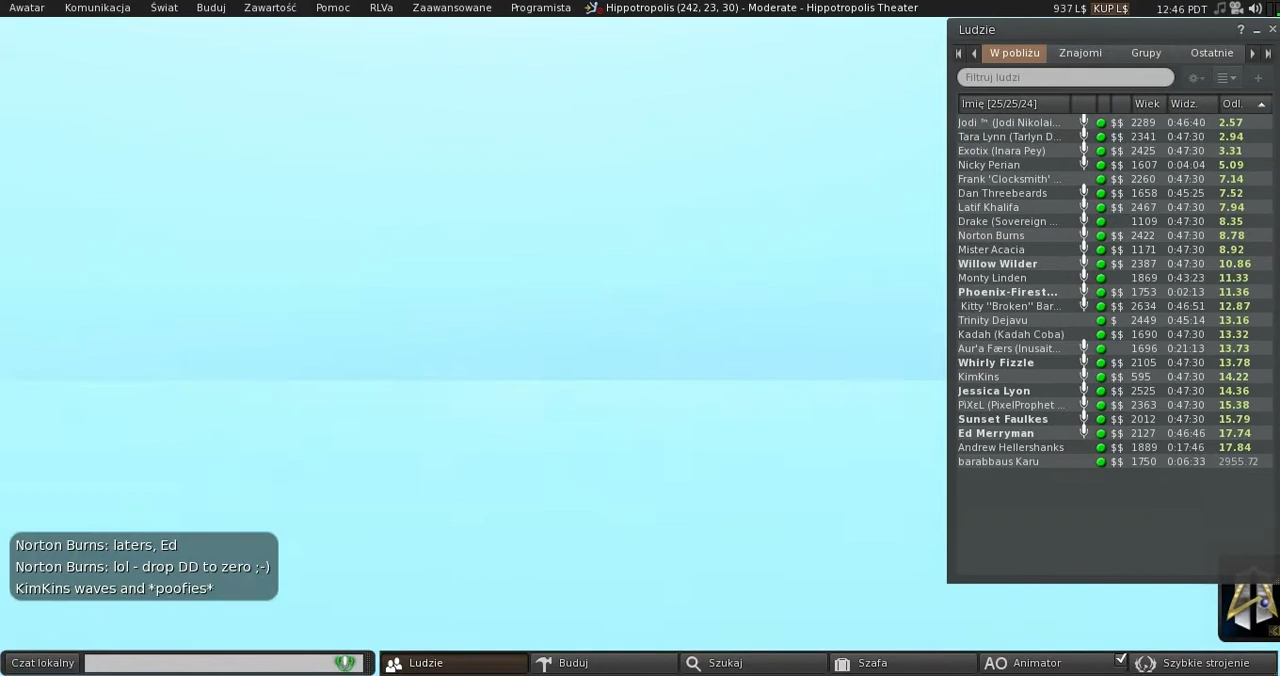 Awatar Komunikacja Świat Buduj Zawartość Pomoc RLVa Zaawansowane Programista Hippotropolis (242, 23, 30) - Moderate - Hippotropolis Theater 937 L$ KUP L$ 12:46 PDT
Ludzie ?
W pobliżu Znajomi Grupy Ostatnie
Filtruj ludzi
Imię [25/25/24] Wiek Widz. Odl.
Jodi ™ (Jodi Nikolai... $$ 2289 0:46:40 2.57
Tara Lynn (Tarlyn D... $$ 2341 0:47:30 2.94
Exotix (Inara Pey) $$ 2425 0:47:30 3.31
Nicky Perian $$ 1607 0:04:04 5.09
Frank 'Clocksmith' ... $$ 2260 0:47:30 7.14
Dan Threebeards $$ 1658 0:45:25 7.52
Latif Khalifa $$ 2467 0:47:30 7.94
Drake (Sovereign ... 1109 0:47:30 8.35
Norton Burns $$ 2422 0:47:30 8.78
Mister Acacia $$ 1171 0:47:30 8.92
Willow Wilder $$ 2387 0:47:30 10.86
Monty Linden 1869 0:43:23 11.33
Phoenix-Firest... $$ 1753 0:02:13 11.36
Kitty "Broken" Bar... $$ 2634 0:46:51 12.87
Trinity Dejavu $ 2449 0:45:14 13.16
Kadah (Kadah Coba) $$ 1690 0:47:30 13.32
Aur'a Færs (Inusait... 1696 0:21:13 13.73
Whirly Fizzle $$ 2105 0:47:30 13.78
KimKins $$ 595 0:47:30 14.22
Jessica Lyon $$ 2525 0:47:30 14.36
PiXεL (PixelProphet ... $$ 2363 0:47:30 15.38
Sunset Faulkes $$ 2012 0:47:30 15.79
Ed Merryman $$ 2127 0:46:46 17.74
Andrew Hellershanks $$ 1889 0:17:46 17.84
barabbaus Karu $$ 1750 0:06:33 2955.72
Norton Burns: laters, Ed
Norton Burns: lol - drop DD to zero ;-)
KimKins waves and *poofies*
Czat lokalny Ludzie Buduj Szukaj Szafa AO Animator Szybkie strojenie